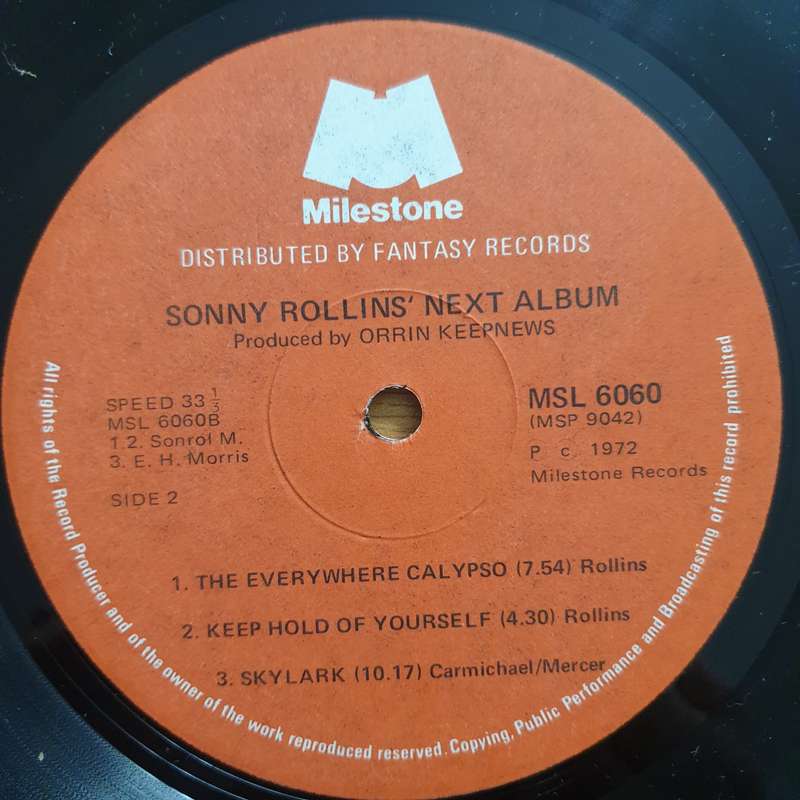 Milestone
DISTRIBUTED BY FANTASY RECORDS
SONNY ROLLINS' NEXT ALBUM
Produced by ORRIN KEEPNEWS
SPEED 33 1/3
MSL 6060B
1.2. Sonrol M.
3. E. H. Morris
SIDE 2
MSL 6060
(MSP 9042)
P c. 1972
Milestone Records
1. THE EVERYWHERE CALYPSO (7.54) Rollins
2. KEEP HOLD OF YOURSELF (4.30) Rollins
3. SKYLARK (10.17) Carmichael/Mercer
All rights of the Record Producer and of the owner of the work reproduced reserved. Copying, Public Performance and Broadcasting of this record prohibited